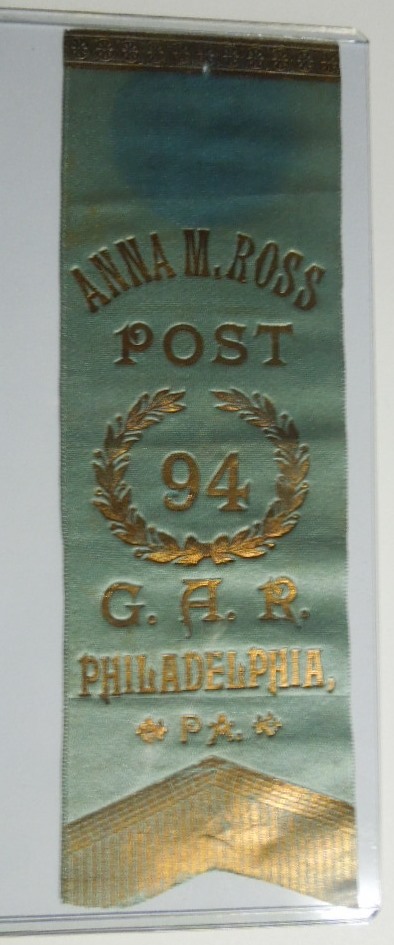 ANNA M. ROSS
POST
94
G. A. R.
PHILADELPHIA,
PA.